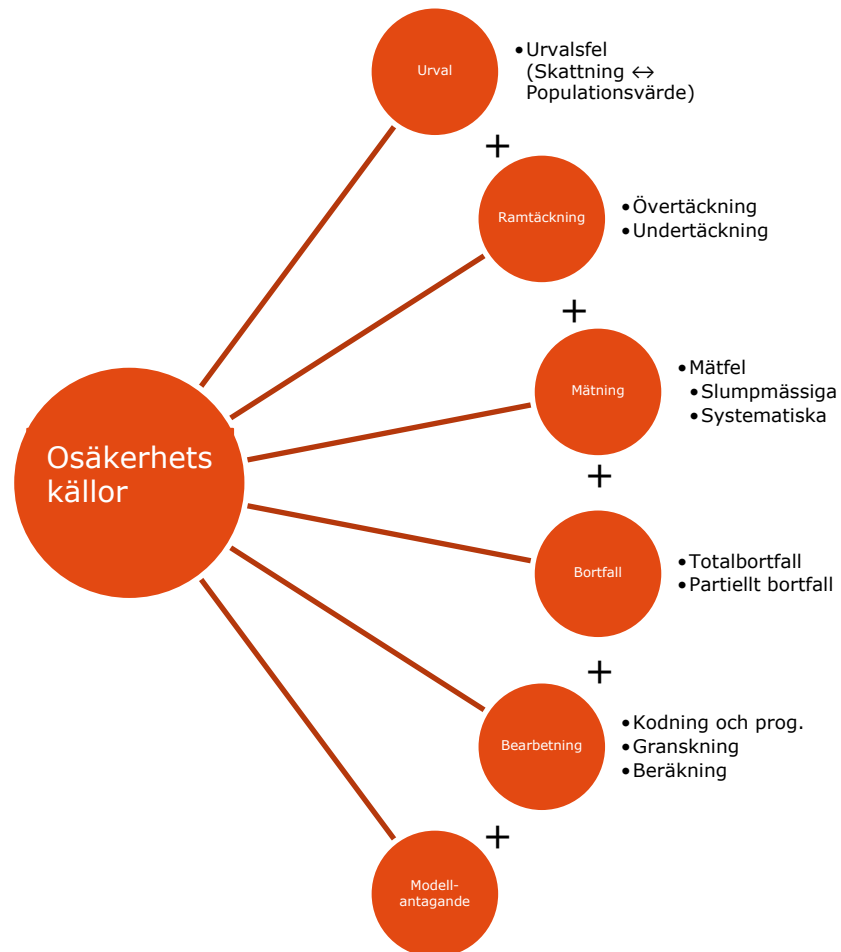 Urval
•Urvalsfel
(Skattning ↔
Populationsvärde)
+
Ramtäckning
•Övertäckning
•Undertäckning
+
Mätning
•Mätfel
•Slumpmässiga
•Systematiska
+
Osäkerhets
källor
Bortfall
•Totalbortfall
•Partiellt bortfall
+
Bearbetning
•Kodning och prog.
•Granskning
•Beräkning
+
Modell-
antagande